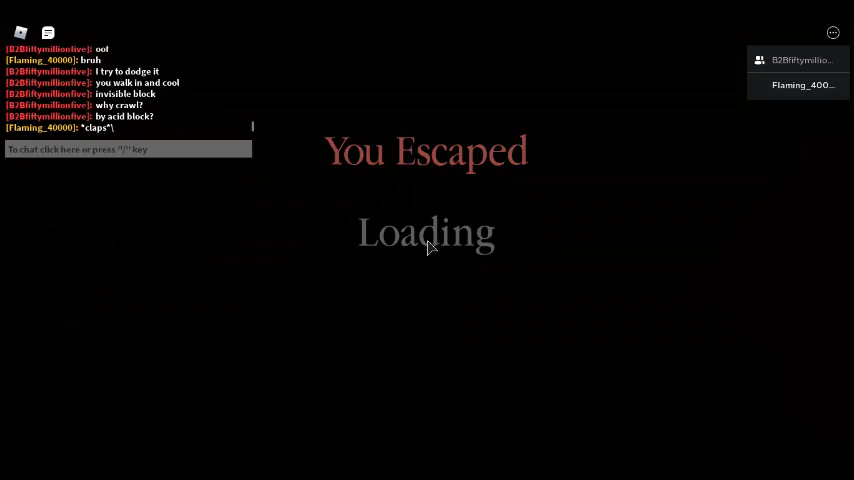 [B2Bfiftymillionfive]: oof
[Flaming_40000]: bruh
[B2Bfiftymillionfive]: I try to dodge it
[B2Bfiftymillionfive]: you walk in and cool
[B2Bfiftymillionfive]: invisible block
[B2Bfiftymillionfive]: why crawl?
[B2Bfiftymillionfive]: by acid block?
[Flaming_40000]: *claps*\
To chat click here or press "/" key
B2Bfiftymillio...
Flaming_400...
You Escaped
Loading